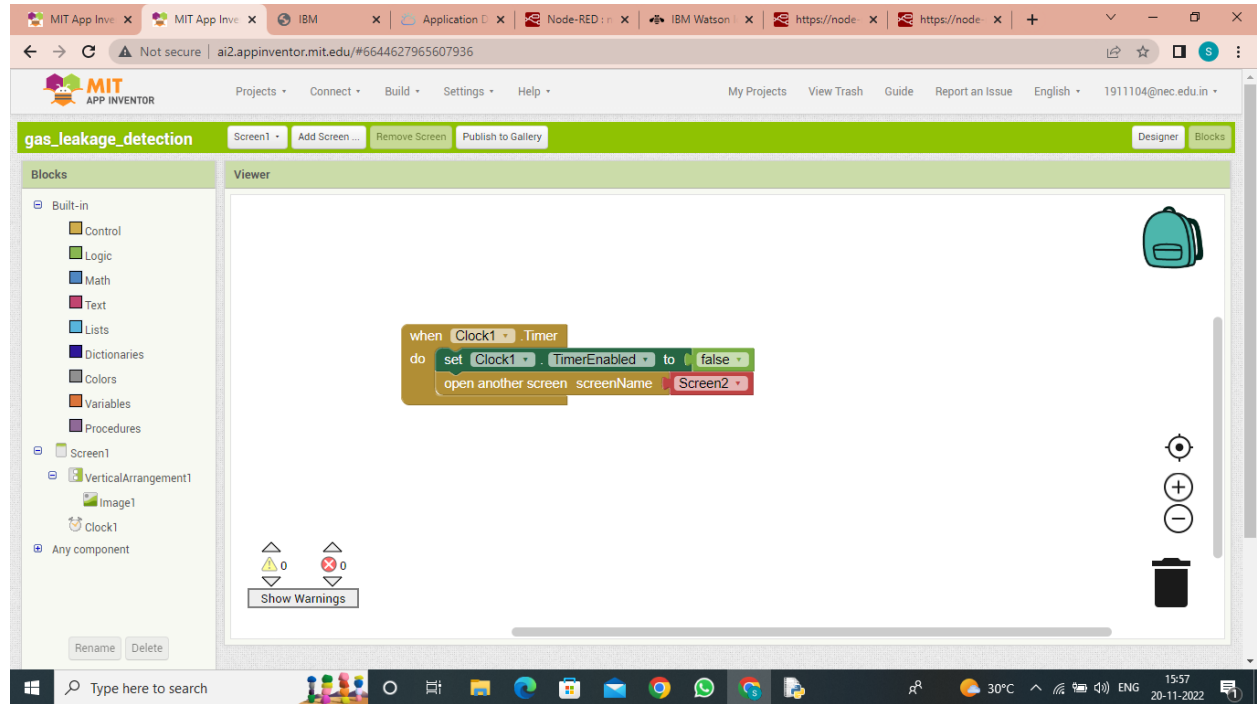 MIT App Inve
MIT App Inve
IBM
Application D
Node-RED : n
IBM Watson
https://node-
https://node-
Not secure
ai2.appinventor.mit.edu/#6644627965607936
S
MIT
APP INVENTOR
Projects
Connect
Build
Settings
Help
My Projects
View Trash
Guide
Report an Issue
English
1911104@nec.edu.in
gas_leakage_detection
Screen1
Add Screen ...
Remove Screen
Publish to Gallery
Designer
Blocks
Blocks
Viewer
Built-in
Control
Logic
Math
Text
Lists
Dictionaries
Colors
Variables
Procedures
Screen1
VerticalArrangement1
Image1
Clock1
Any component
Rename
Delete
when Clock1 .Timer
do set Clock1 . TimerEnabled to false
open another screen screenName Screen2
0
0
Show Warnings
Type here to search
30°C
ENG
15:57
20-11-2022
1